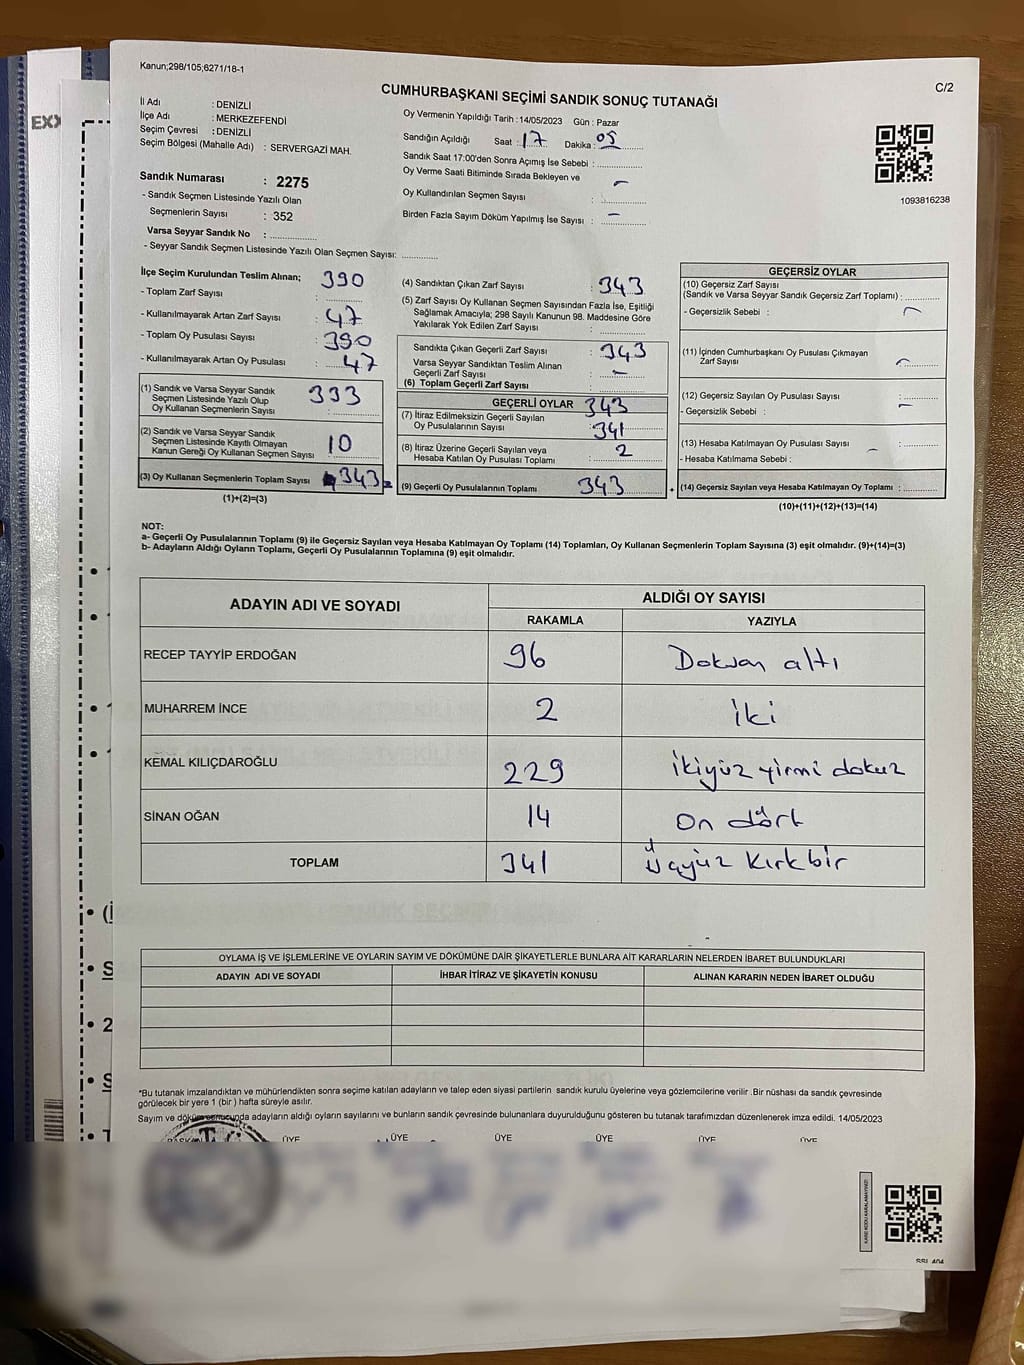 Kanun;298/105;6271/18-1
C/2
CUMHURBAŞKANI SEÇİMİ SANDIK SONUÇ TUTANAĞI
İl Adı : DENİZLİ
İlçe Adı : MERKEZEFENDİ
Seçim Çevresi : DENİZLİ
Seçim Bölgesi (Mahalle Adı) : SERVERGAZİ MAH.
Sandık Numarası : 2275
- Sandık Seçmen Listesinde Yazılı Olan
Seçmenlerin Sayısı : 352
Varsa Seyyar Sandık No : ..............
- Seyyar Sandık Seçmen Listesinde Yazılı Olan Seçmen Sayısı: ............
Oy Vermenin Yapıldığı Tarih :14/05/2023 Gün : Pazar
Sandığın Açıldığı Saat : 17 Dakika : 05
Sandık Saat 17:00'den Sonra Açımış İse Sebebi : ............
Oy Verme Saati Bitiminde Sırada Bekleyen ve
Oy Kullandırılan Seçmen Sayısı : -
Birden Fazla Sayım Döküm Yapılmış İse Sayısı : -
1093816238
İlçe Seçim Kurulundan Teslim Alınan;
- Toplam Zarf Sayısı : 390
- Kullanılmayarak Artan Zarf Sayısı : 47
- Toplam Oy Pusulası Sayısı : 390
- Kullanılmayarak Artan Oy Pusulası : 47
(1) Sandık ve Varsa Seyyar Sandık
Seçmen Listesinde Yazılı Olup
Oy Kullanan Seçmenlerin Sayısı : 333
(2) Sandık ve Varsa Seyyar Sandık
Seçmen Listesinde Kayıtlı Olmayan
Kanun Gereği Oy Kullanan Seçmen Sayısı : 10
(3) Oy Kullanan Seçmenlerin Toplam Sayısı 343
(1)+(2)=(3)
(4) Sandıktan Çıkan Zarf Sayısı : 343
(5) Zarf Sayısı Oy Kullanan Seçmen Sayısından Fazla İse, Eşitliği
Sağlamak Amacıyla; 298 Sayılı Kanunun 98. Maddesine Göre
Yakılarak Yok Edilen Zarf Sayısı : ............
Sandıkta Çıkan Geçerli Zarf Sayısı : 343
Varsa Seyyar Sandıktan Teslim Alınan
Geçerli Zarf Sayısı : -
(6) Toplam Geçerli Zarf Sayısı : 343
GEÇERLİ OYLAR
(7) İtiraz Edilmeksizin Geçerli Sayılan
Oy Pusulalarının Sayısı : 341
(8) İtiraz Üzerine Geçerli Sayılan veya
Hesaba Katılan Oy Pusulası Toplamı : 2
(9) Geçerli Oy Pusulalarının Toplamı : 343
GEÇERSİZ OYLAR
(10) Geçersiz Zarf Sayısı
(Sandık ve Varsa Seyyar Sandık Geçersiz Zarf Toplamı) : ............
- Geçersizlik Sebebi : -
(11) İçinden Cumhurbaşkanı Oy Pusulası Çıkmayan
Zarf Sayısı : -
(12) Geçersiz Sayılan Oy Pusulası Sayısı : -
- Geçersizlik Sebebi :
(13) Hesaba Katılmayan Oy Pusulası Sayısı : ............
- Hesaba Katılmama Sebebi : -
+ (14) Geçersiz Sayılan veya Hesaba Katılmayan Oy Toplamı : ............
(10)+(11)+(12)+(13)=(14)
NOT:
a- Geçerli Oy Pusulalarının Toplamı (9) ile Geçersiz Sayılan veya Hesaba Katılmayan Oy Toplamı (14) Toplamları, Oy Kullanan Seçmenlerin Toplam Sayısına (3) eşit olmalıdır. (9)+(14)=(3)
b- Adayların Aldığı Oyların Toplamı, Geçerli Oy Pusulalarının Toplamına (9) eşit olmalıdır.
ADAYIN ADI VE SOYADI ALDIĞI OY SAYISI
RAKAMLA YAZIYLA
RECEP TAYYİP ERDOĞAN 96 Doksan altı
MUHARREM İNCE 2 iki
KEMAL KILIÇDAROĞLU 229 ikiyüz yirmi dokuz
SİNAN OĞAN 14 On dört
TOPLAM 341 Üçyüz Kırkbir
OYLAMA İŞ VE İŞLEMLERİNE VE OYLARIN SAYIM VE DÖKÜMÜNE DAİR ŞİKAYETLERLE BUNLARA AİT KARARLARIN NELERDEN İBARET BULUNDUKLARI
ADAYIN ADI VE SOYADI İHBAR İTİRAZ VE ŞİKAYETİN KONUSU ALINAN KARARIN NEDEN İBARET OLDUĞU
*Bu tutanak imzalandıktan ve mühürlendikten sonra seçime katılan adayların ve talep eden siyasi partilerin sandık kurulu üyelerine veya gözlemcilerine verilir .Bir nüshası da sandık çevresinde
görülecek bir yere 1 (bir ) hafta süreyle asılır.
Sayım ve döküm sonucunda adayların aldığı oyların sayılarını ve bunların sandık çevresinde bulunanlara duyurulduğunu gösteren bu tutanak tarafımızdan düzenlenerek imza edildi. 14/05/2023
ÜYE ÜYE ÜYE ÜYE ÜYE ÜYE